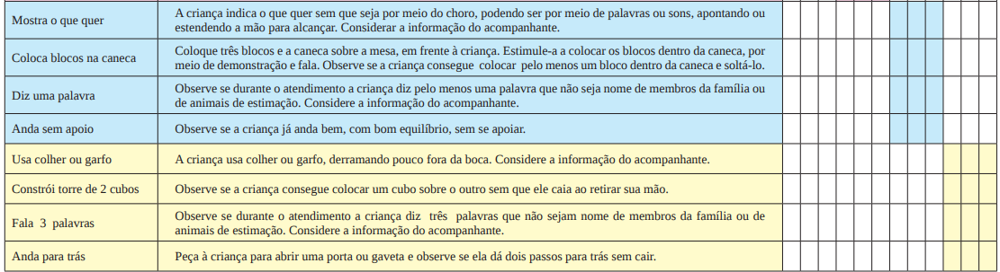 Mostra o que quer
A criança indica o que quer sem que seja por meio do choro, podendo ser por meio de palavras ou sons, apontando ou
estendendo a mão para alcançar. Considerar a informação do acompanhante.
Coloca blocos na caneca
Coloque três blocos e a caneca sobre a mesa, em frente à criança. Estimule-a a colocar os blocos dentro da caneca, por
meio de demonstração e fala. Observe se a criança consegue colocar pelo menos um bloco dentro da caneca e soltá-lo.
Diz uma palavra
Observe se durante o atendimento a criança diz pelo menos uma palavra que não seja nome de membros da família ou
de animais de estimação. Considere a informação do acompanhante.
Anda sem apoio
Observe se a criança já anda bem, com bom equilíbrio, sem se apoiar.
Usa colher ou garfo
A criança usa colher ou garfo, derramando pouco fora da boca. Considere a informação do acompanhante.
Constrói torre de 2 cubos
Observe se a criança consegue colocar um cubo sobre o outro sem que ele caia ao retirar sua mão.
Fala 3 palavras
Observe se durante o atendimento a criança diz três palavras que não sejam nome de membros da família ou de
animais de estimação. Considere a informação do acompanhante.
Anda para trás
Peça à criança para abrir uma porta ou gaveta e observe se ela dá dois passos para trás sem cair.